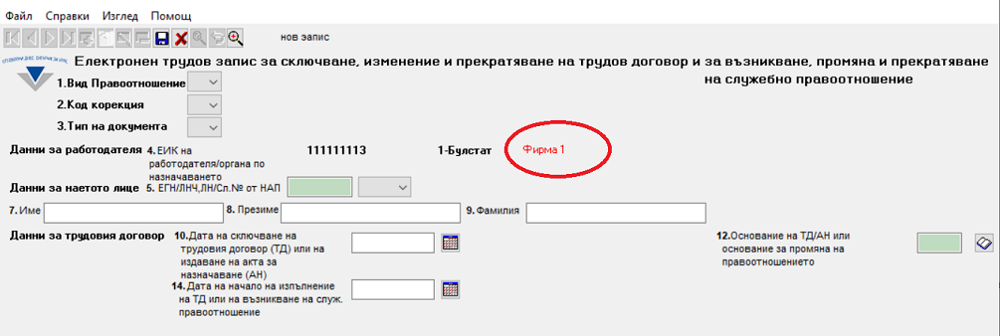 Файл Справки Изглед Помощ
нов запис
Електронен трудов запис за сключване, изменение и прекратяване на трудов договор и за възникване, промяна и прекратяване
на служебно правоотношение
1.Вид Правоотношение
2.Код корекция
3.Тип на документа
Данни за работодателя 4. ЕИК на
работодателя/органа по
назначаването
111111113 1-Булстат Фирма 1
Данни за наетото лице 5. ЕГН/ЛНЧ,ЛН/Сл.№ от НАП
7. Име 8. Презиме 9. Фамилия
Данни за трудовия договор 10.Дата на сключване на
трудовия договор (ТД) или на
издаване на акта за
назначаване (АН)
12.Основание на ТД/АН или
основание за промяна на
правоотношението
14.Дата на начало на изпълнение
на ТД или на възникване на служ.
правоотношение